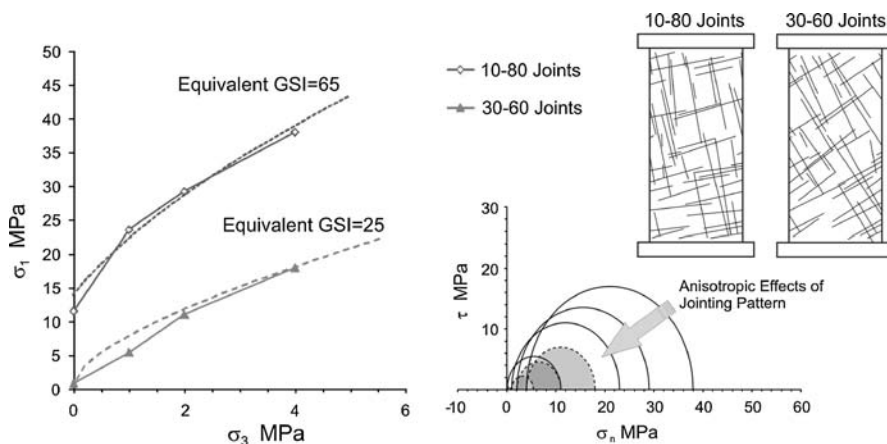 50
45
40
35
30
25
20
15
10
5
0
σ₁ MPa
Equivalent GSI=65
Equivalent GSI=25
0 2 4 6
σ₃ MPa
10-80 Joints
30-60 Joints
10-80 Joints 30-60 Joints
30
20
10
0
τ MPa
Anisotropic Effects of
Jointing Pattern
-10 0 10 20 30 40 50 60
σₙ MPa